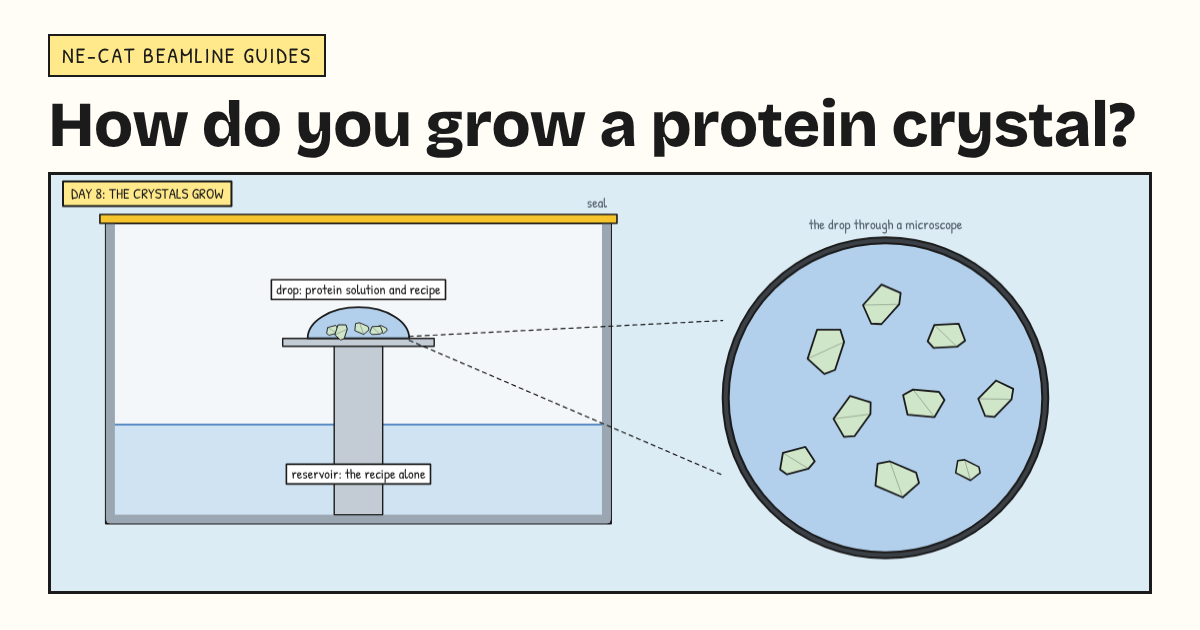 NE-CAT BEAMLINE GUIDES
How do you grow a protein crystal?
DAY 8: THE CRYSTALS GROW
seal
the drop through a microscope
drop: protein solution and recipe
reservoir: the recipe alone